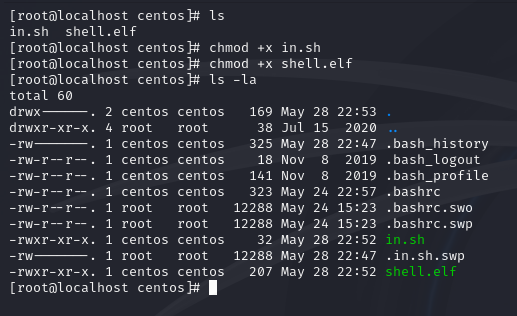 [root@localhost centos]# ls
in.sh  shell.elf
[root@localhost centos]# chmod +x in.sh
[root@localhost centos]# chmod +x shell.elf
[root@localhost centos]# ls -la
total 60
drwx------. 2 centos centos   169 May 28 22:53 .
drwxr-xr-x. 4 root   root      38 Jul 15  2020 ..
-rw-------. 1 centos centos   325 May 28 22:47 .bash_history
-rw-r--r--. 1 centos centos    18 Nov  8  2019 .bash_logout
-rw-r--r--. 1 centos centos   141 Nov  8  2019 .bash_profile
-rw-r--r--. 1 centos centos   323 May 24 22:57 .bashrc
-rw-r--r--. 1 root   root   12288 May 24 15:23 .bashrc.swo
-rw-r--r--. 1 root   root   12288 May 24 15:23 .bashrc.swp
-rwxr-xr-x. 1 centos centos    32 May 28 22:52 in.sh
-rw-------. 1 root   root   12288 May 28 22:47 .in.sh.swp
-rwxr-xr-x. 1 centos centos   207 May 28 22:52 shell.elf
[root@localhost centos]#